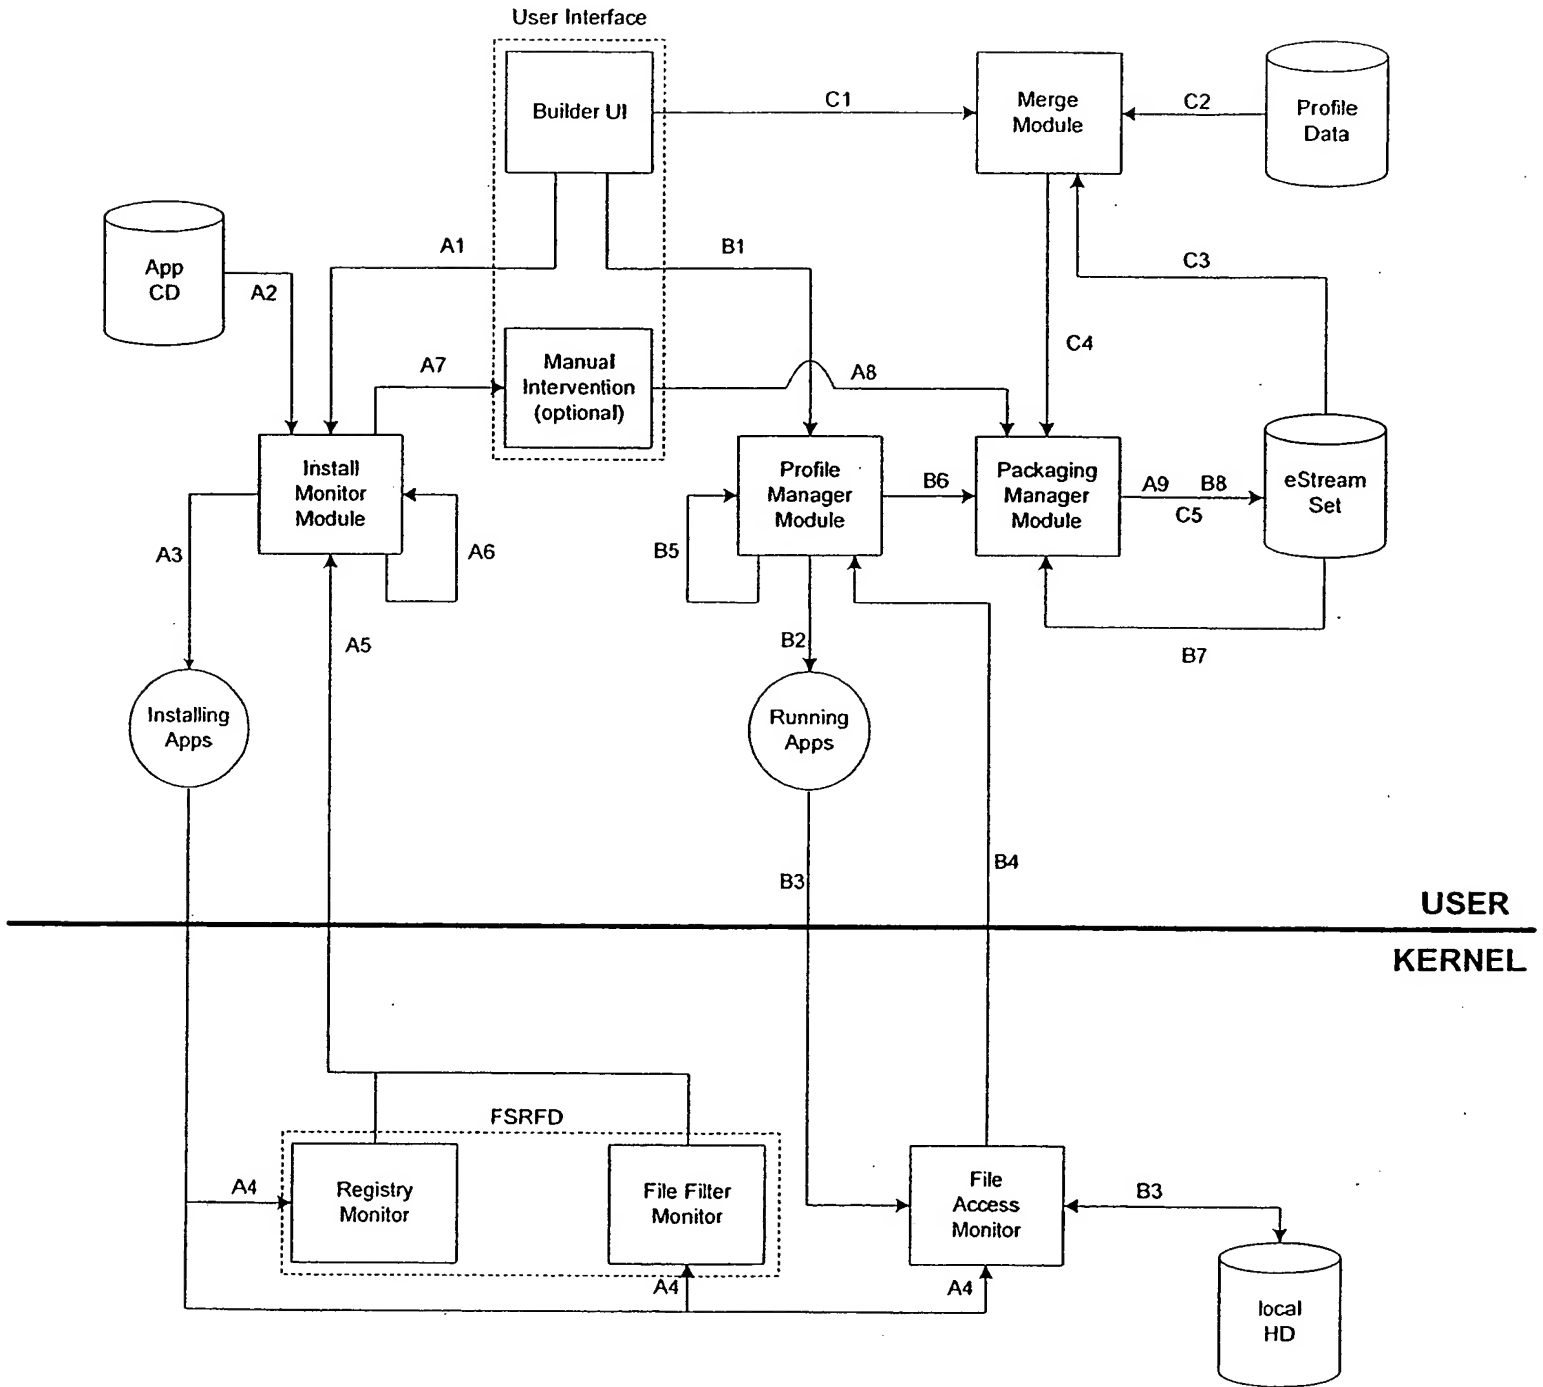 User Interface
Builder UI
C1
Merge
Module
C2
Profile
Data
App
CD
A2
A1
B1
C3
C4
A7
Manual
Intervention
(optional)
A8
Install
Monitor
Module
Profile
Manager
Module
B6
Packaging
Manager
Module
A9
B8
C5
eStream
Set
A3
A6
B5
A5
B2
B7
Installing
Apps
Running
Apps
B3
B4
USER
KERNEL
FSRFD
A4
Registry
Monitor
File Filter
Monitor
File
Access
Monitor
B3
A4
A4
local
HD